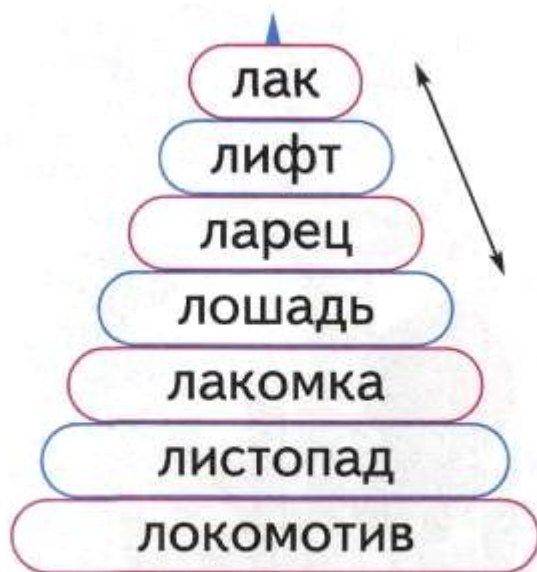 лак
лифт
ларец
лошадь
лакомка
листопад
локомотив